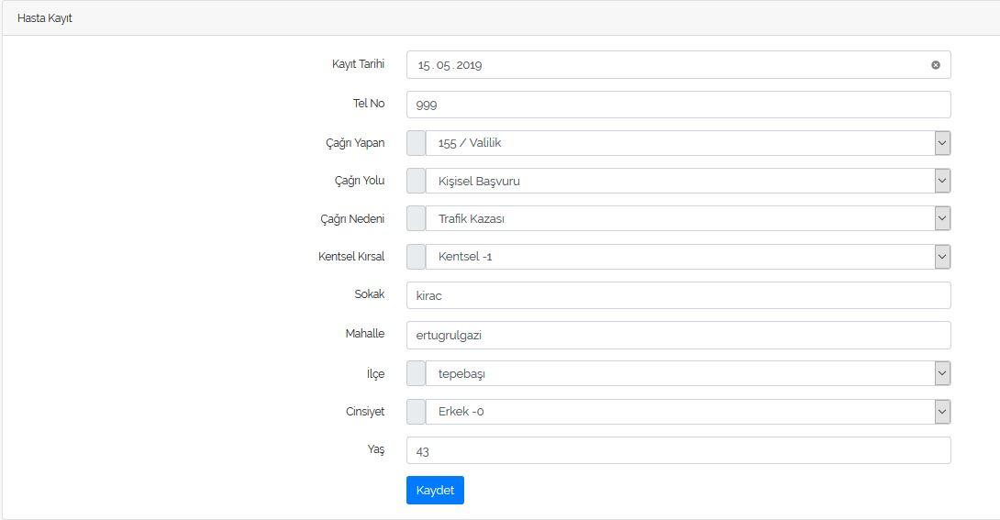 Hasta Kayıt
Kayıt Tarihi 15.05.2019
Tel No 999
Çağrı Yapan 155 / Valilik
Çağrı Yolu Kişisel Başvuru
Çağrı Nedeni Trafik Kazası
Kentsel Kırsal Kentsel -1
Sokak kirac
Mahalle ertugrulgazi
İlçe tepebaşı
Cinsiyet Erkek -0
Yaş 43
Kaydet